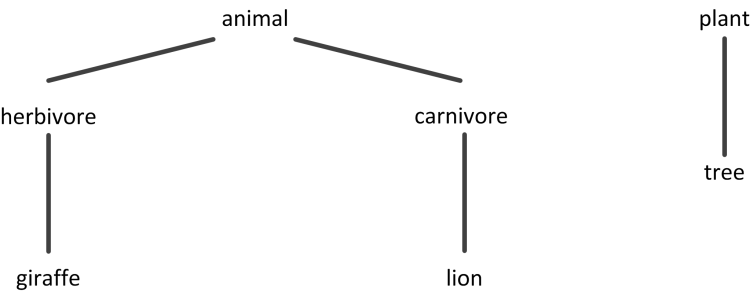 animal
plant
herbivore
carnivore
tree
giraffe
lion